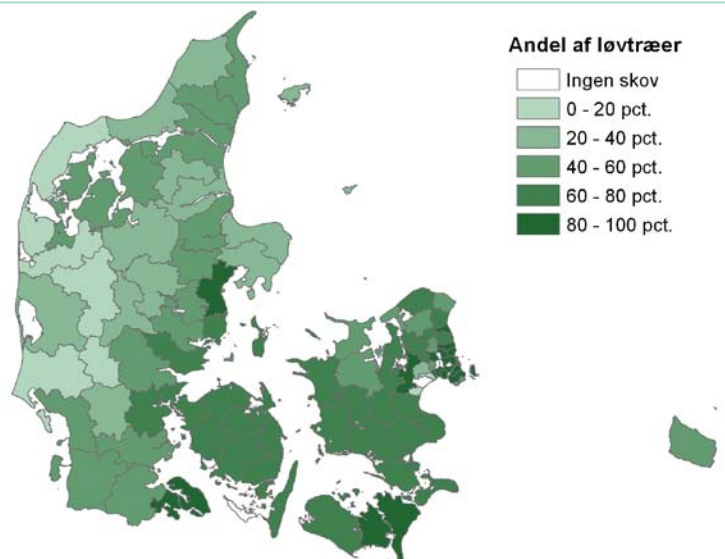 Andel af løvtræer
Ingen skov
0 - 20 pct.
20 - 40 pct.
40 - 60 pct.
60 - 80 pct.
80 - 100 pct.